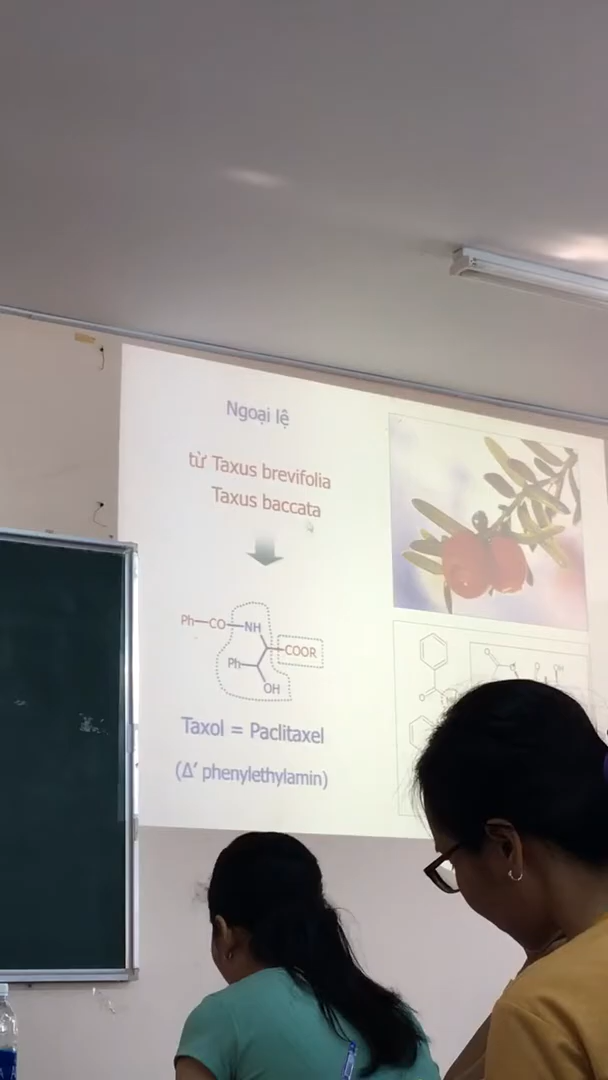 Ngoại lệ
từ Taxus brevifolia
Taxus baccata
Ph—CO—NH
—COOR
Ph
OH
Taxol = Paclitaxel
(Δ' phenylethylamin)